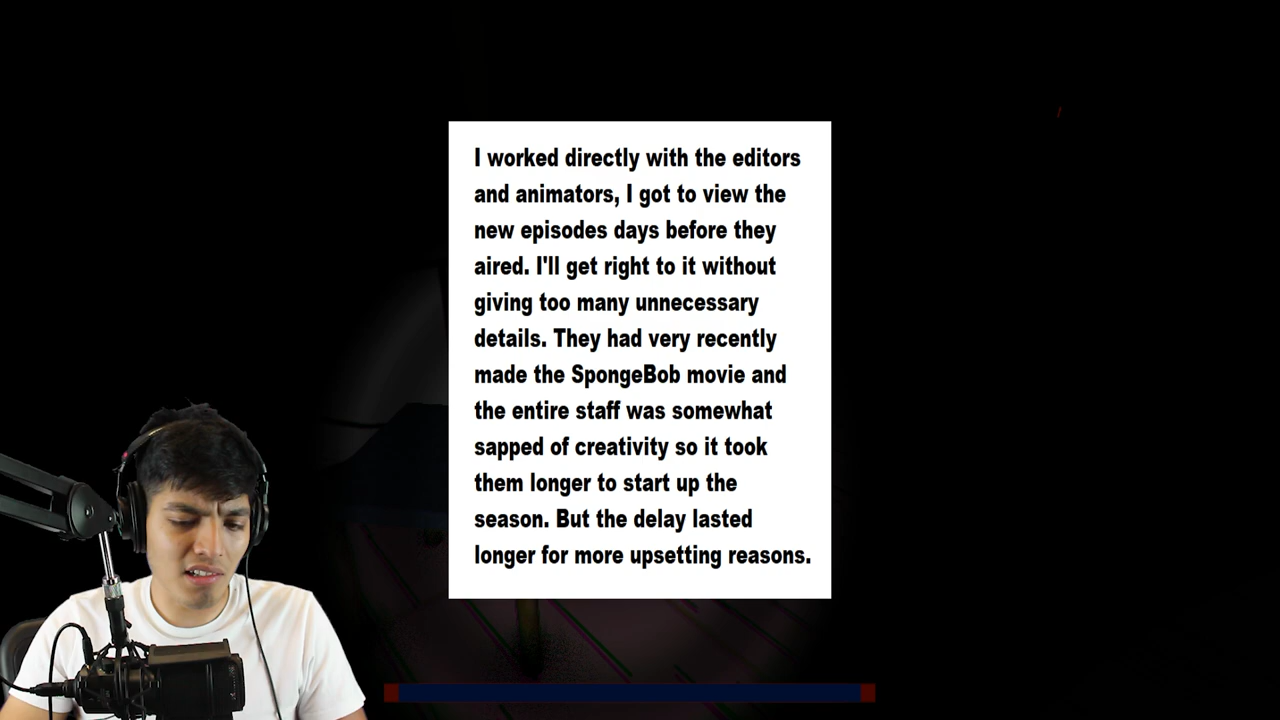 I worked directly with the editors
and animators, I got to view the
new episodes days before they
aired. I'll get right to it without
giving too many unnecessary
details. They had very recently
made the SpongeBob movie and
the entire staff was somewhat
sapped of creativity so it took
them longer to start up the
season. But the delay lasted
longer for more upsetting reasons.